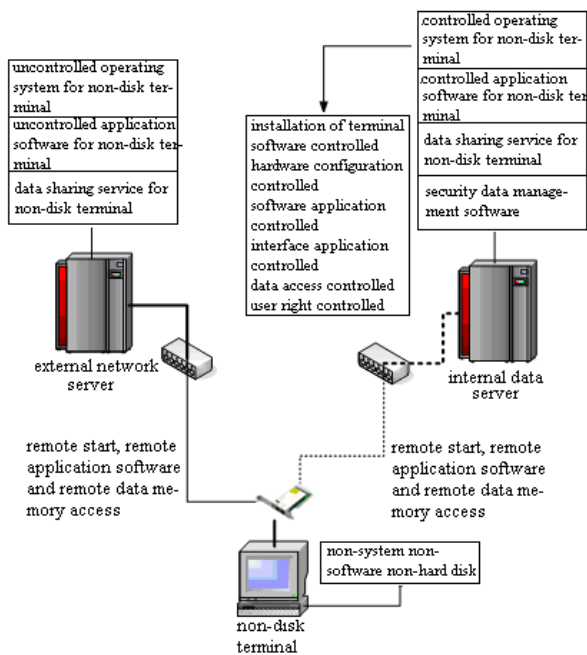 uncontrolled operating
system for non-disk ter-
minal
uncontrolled application
software for non-disk ter-
minal
data sharing service for
non-disk terminal
external network
server
installation of terminal
software controlled
hardware configuration
controlled
software application
controlled
interface application
controlled
data access controlled
user right controlled
.controlled operating
system for non-disk ter-
minal
.controlled application
software for non-disk ter
minal
data sharing service for
non-disk terminal
security data manage-
ment software
internal data
server
remote start, remote
application software
and remote data me-
mory access
remote start, remote
application software
and remote data me-
mory access
non-system non-
software non-hard disk
non-disk
terminal